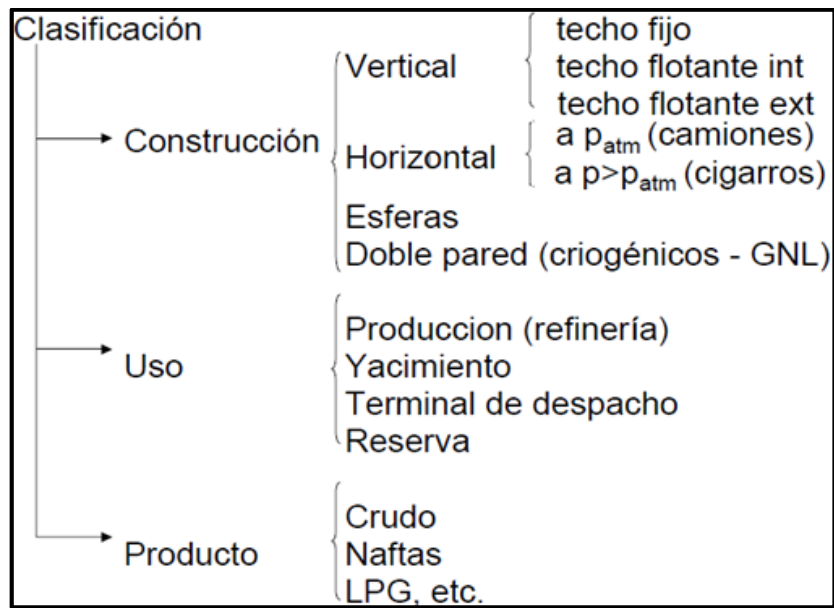 Clasificación
Construcción
Vertical
techo fijo
techo flotante int
techo flotante ext
Horizontal
a patm (camiones)
a p>patm (cigarros)
Esferas
Doble pared (criogénicos - GNL)
Uso
Produccion (refinería)
Yacimiento
Terminal de despacho
Reserva
Producto
Crudo
Naftas
LPG, etc.